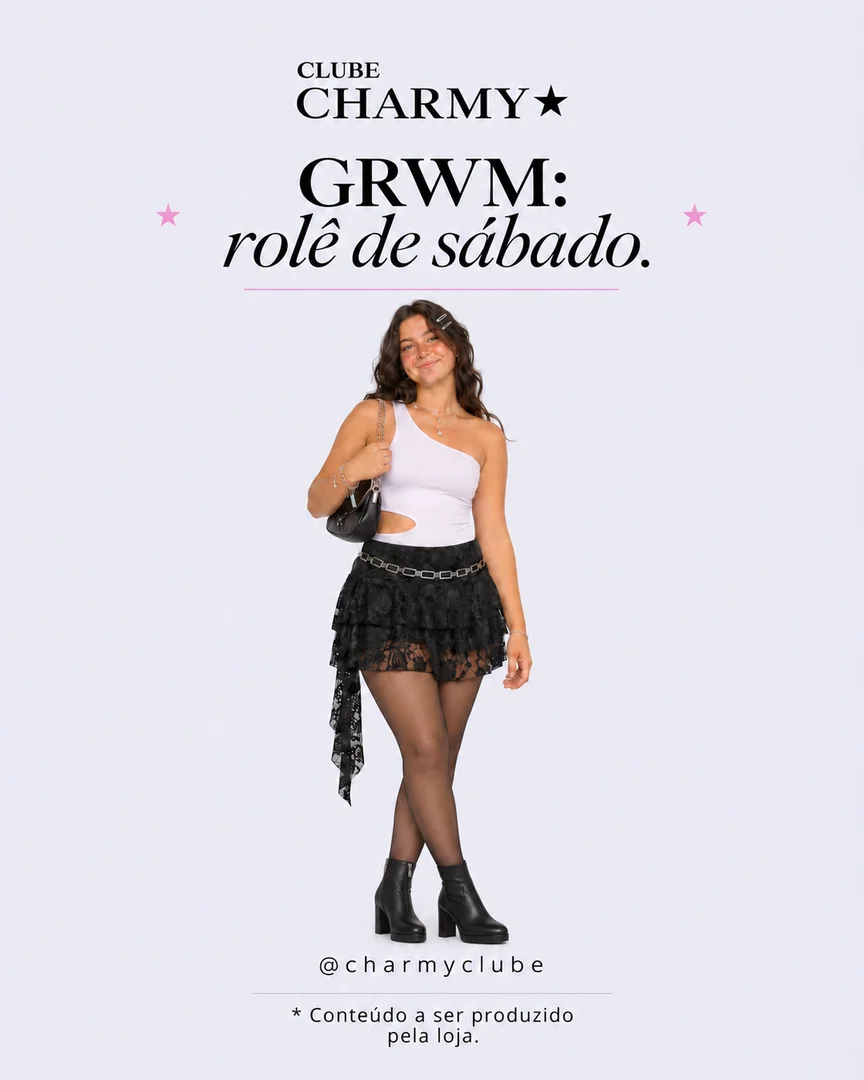 CLUBE
CHARMY★
GRWM:
rolê de sábado.
@charmyclube
* Conteúdo a ser produzido
pela loja.